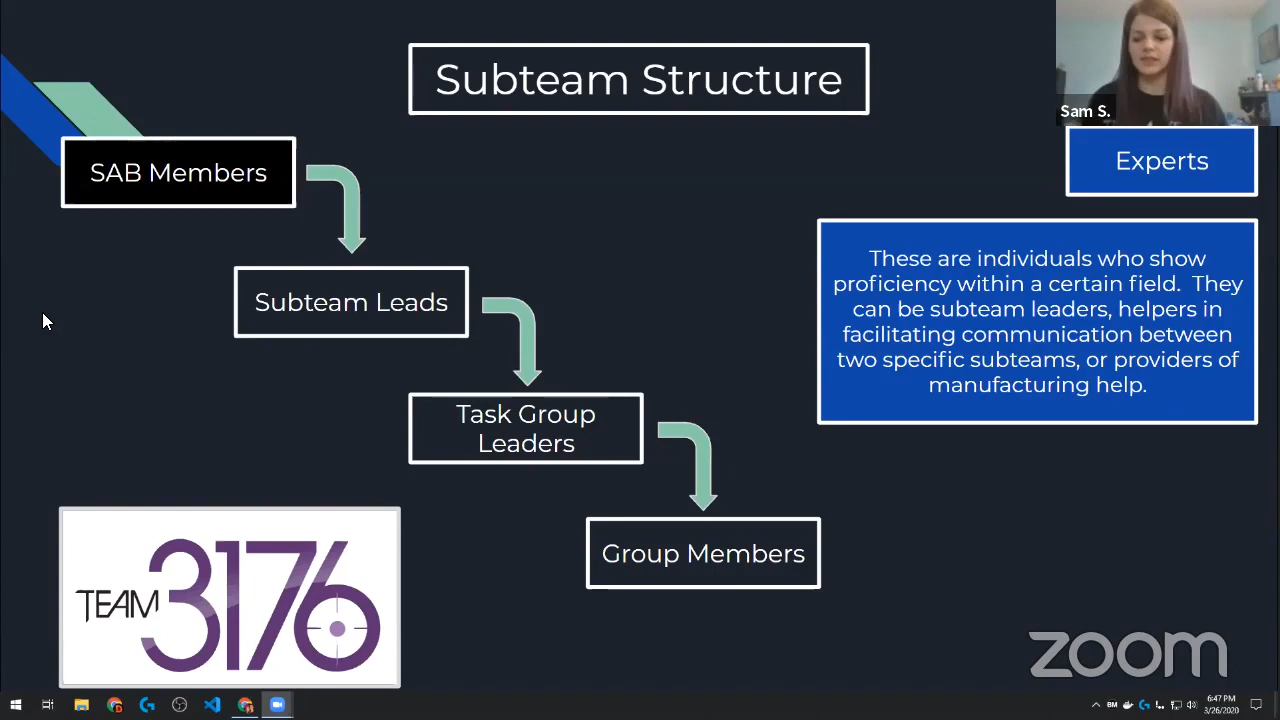 Subteam Structure
Sam S.
SAB Members
Experts
Subteam Leads
These are individuals who show
proficiency within a certain field. They
can be subteam leaders, helpers in
facilitating communication between
two specific subteams, or providers of
manufacturing help.
Task Group
Leaders
Group Members
TEAM 3176
zoom
BM
6:47 PM
3/26/2020